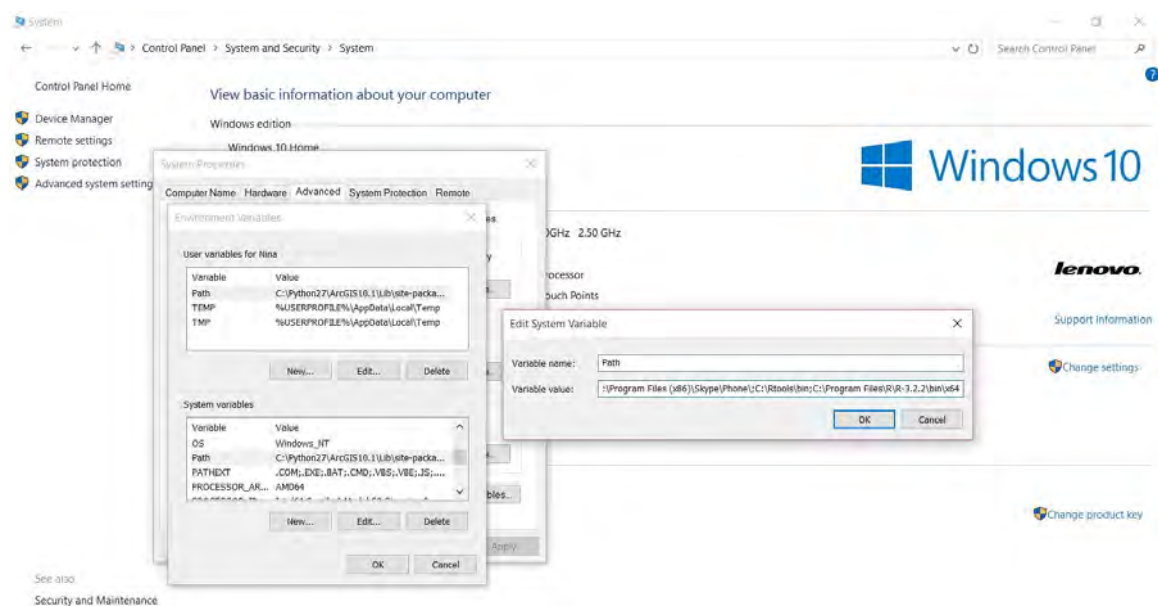 System
Control Panel > System and Security > System
Search Control Panel
Control Panel Home
Device Manager
Remote settings
System protection
Advanced system setting
See also
Security and Maintenance
View basic information about your computer
Windows edition
Windows 10 Home
Windows 10
GHz 2.50 GHz
ocessor
ouch Points
lenovo.
Support Information
Change settings
Change product key
System Properties
Computer Name Hardware Advanced System Protection Remote
Apply
Environment Variables
User variables for Nina
Variable Value
Path C:\Python27\ArcGIS10.1\Lib\site-packa...
TEMP %USERPROFILE%\AppData\Local\Temp
TMP %USERPROFILE%\AppData\Local\Temp
New... Edit... Delete
System variables
Variable Value
OS Windows_NT
Path C:\Python27\ArcGIS10.1\Lib\site-packa...
PATHEXT .COM;.EXE;.BAT;.CMD;.VBS;.VBE;.JS;....
PROCESSOR_AR... AMD64
New... Edit... Delete
OK Cancel
Edit System Variable
Variable name: Path
Variable value: :\Program Files (x86)\Skype\Phone\;C:\Rtools\bin;C:\Program Files\R\R-3.2.2\bin\x64
OK Cancel